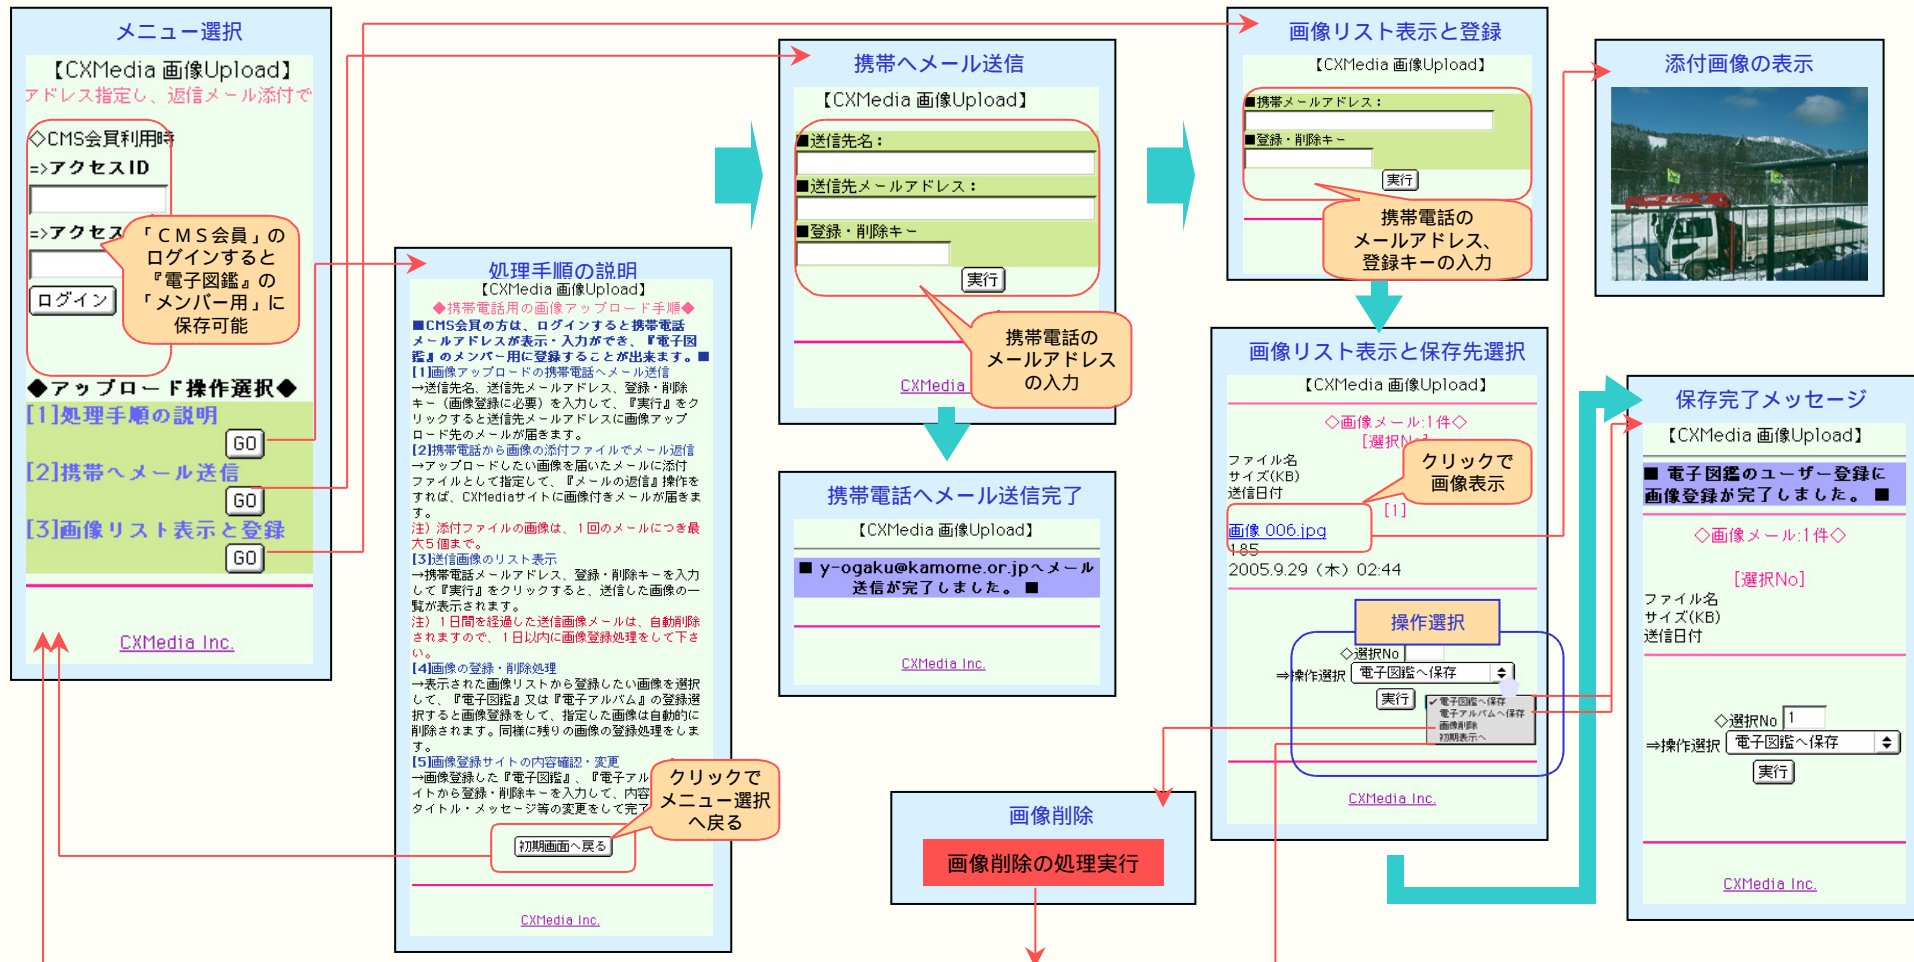 メニュー選択
【CXMedia 画像Upload】
アドレス指定し、返信メール添付で
◇CMS会員利用時
=>アクセスID
=>アクセス
「ＣＭＳ会員」の
ログインすると
『電子図鑑』の
「メンバー用」に
保存可能
ログイン
◆アップロード操作選択◆
[1]処理手順の説明
GO
[2]携帯へメール送信
GO
[3]画像リスト表示と登録
GO
CXMedia Inc.
処理手順の説明
【CXMedia 画像Upload】
◆携帯電話用の画像アップロード手順◆
■CMS会員の方は、ログインすると携帯電話
メールアドレスが表示・入力ができ、『電子図
鑑』のメンバー用に登録することが出来ます。■
[1]画像アップロードの携帯電話へメール送信
→送信先名、送信先メールアドレス、登録・削除
キー（画像登録に必要）を入力して、『実行』をク
リックすると送信先メールアドレスに画像アップ
ロード先のメールが届きます。
[2]携帯電話から画像の添付ファイルでメール返信
→アップロードしたい画像を届いたメールに添付
ファイルとして指定して、『メールの返信』操作を
すれば、CXMediaサイトに画像付きメールが届きま
す。
注）添付ファイルの画像は、１回のメールにつき最
大５個まで。
[3]送信画像のリスト表示
→携帯電話メールアドレス、登録・削除キーを入力
して『実行』をクリックすると、送信した画像の一
覧が表示されます。
注）１日間を経過した送信画像メールは、自動削除
されますので、１日以内に画像登録処理をして下さ
い。
[4]画像の登録・削除処理
→表示された画像リストから登録したい画像を選択
して、『電子図鑑』又は『電子アルバム』の登録選
択すると画像登録をして、指定した画像は自動的に
削除されます。同様に残りの画像の登録処理をしま
す。
[5]画像登録サイトの内容確認・変更
→画像登録した『電子図鑑』、『電子アル
イトから登録・削除キーを入力して、内容
タイトル・メッセージ等の変更をして完了
クリックで
メニュー選択
へ戻る
初期画面へ戻る
CXMedia Inc.
携帯へメール送信
【CXMedia 画像Upload】
■送信先名：
■送信先メールアドレス：
■登録・削除キー
実行
携帯電話の
メールアドレス
の入力
CXMedia
携帯電話へメール送信完了
【CXMedia 画像Upload】
■ y-ogaku@kamome.or.jpへメール
送信が完了しました。 ■
CXMedia Inc.
画像削除
画像削除の処理実行
画像リスト表示と登録
【CXMedia 画像Upload】
■携帯メールアドレス：
■登録・削除キー
実行
携帯電話の
メールアドレス、
登録キーの入力
画像リスト表示と保存先選択
【CXMedia 画像Upload】
◇画像メール:1件◇
[選択No]
ファイル名
サイズ(KB)
送信日付
クリックで
画像表示
[1]
画像 006.jpg
185
2005.9.29（木）02:44
操作選択
◇選択No
⇒操作選択 電子図鑑へ保存
実行
✓電子図鑑へ保存
電子アルバムへ保存
画像削除
初期表示へ
CXMedia Inc.
添付画像の表示
保存完了メッセージ
【CXMedia 画像Upload】
■ 電子図鑑のユーザー登録に
画像登録が完了しました。 ■
◇画像メール:1件◇
[選択No]
ファイル名
サイズ(KB)
送信日付
◇選択No 1
⇒操作選択 電子図鑑へ保存
実行
CXMedia Inc.